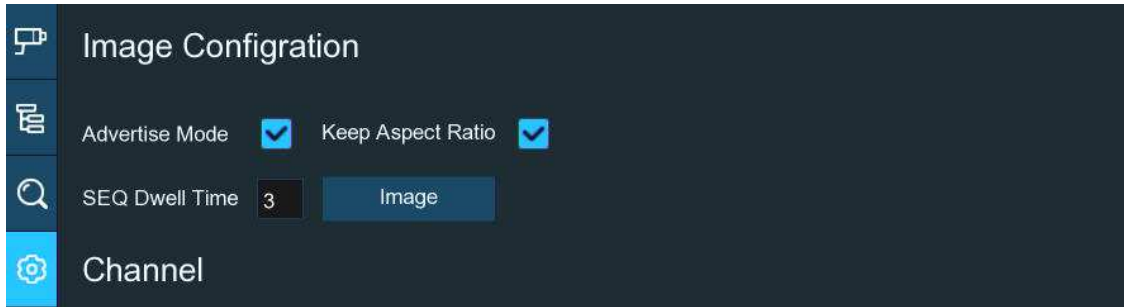 Image Configration
Advertise Mode Keep Aspect Ratio
SEQ Dwell Time 3 Image
Channel